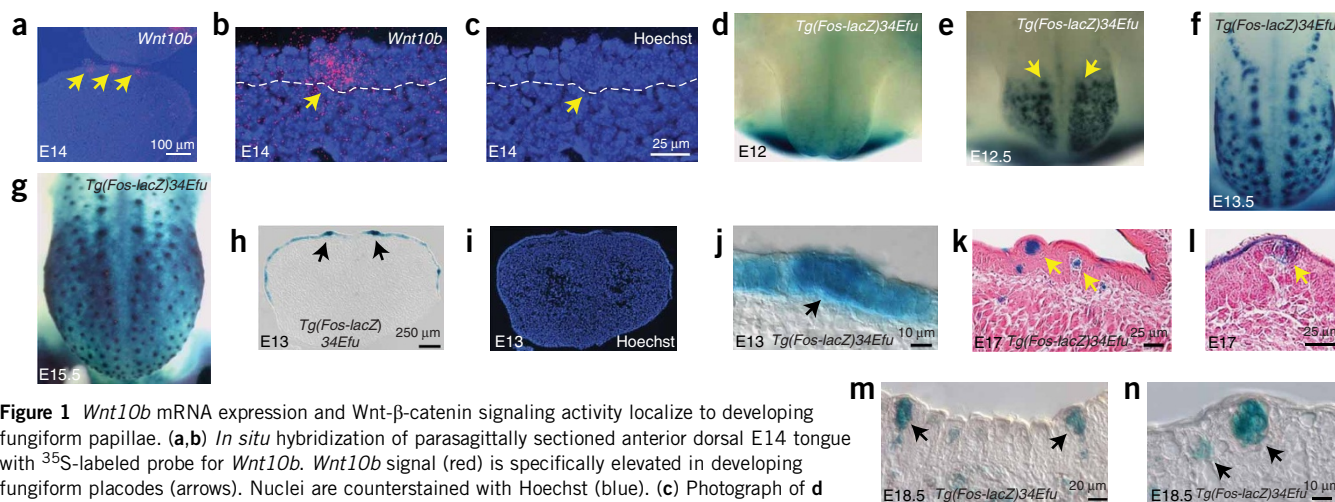 a
Wnt10b
E14
100 µm
b
Wnt10b
E14
c
Hoechst
E14
25 µm
d
Tg(Fos-lacZ)34Efu
E12
e
Tg(Fos-lacZ)34Efu
E12.5
f
Tg(Fos-lacZ)34Efu
E13.5
g
Tg(Fos-lacZ)34Efu
E15.5
h
Tg(Fos-lacZ)
34Efu
E13
250 µm
i
E13
Hoechst
j
E13
Tg(Fos-lacZ)34Efu
10 µm
k
E17
Tg(Fos-lacZ)34Efu
25 µm
l
E17
25 µm
m
E18.5
20 µm
n
E18.5
Tg(Fos-lacZ)34Efu
10 µm
Figure 1 Wnt10b mRNA expression and Wnt-β-catenin signaling activity localize to developing
fungiform papillae. (a,b) In situ hybridization of parasagittally sectioned anterior dorsal E14 tongue
with ³⁵S-labeled probe for Wnt10b. Wnt10b signal (red) is specifically elevated in developing
fungiform placodes (arrows). Nuclei are counterstained with Hoechst (blue). (c) Photograph of d